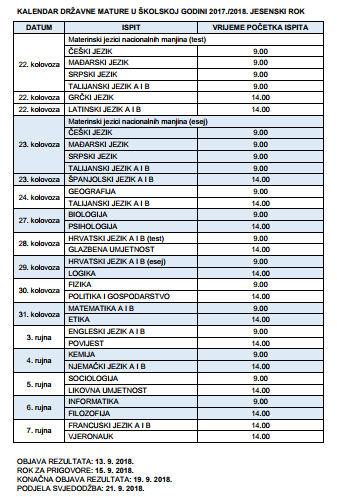 KALENDAR DRŽAVNE MATURE U ŠKOLSKOJ GODINI 2017./2018. JESENSKI ROK
DATUM ISPIT VRIJEME POČETKA ISPITA
22. kolovoza Materinski jezici nacionalnih manjina (test)
ČEŠKI JEZIK 9.00
MAĐARSKI JEZIK 9.00
SRPSKI JEZIK 9.00
TALIJANSKI JEZIK A I B 9.00
22. kolovoza GRČKI JEZIK 14.00
22. kolovoza LATINSKI JEZIK A I B 14.00
23. kolovoza Materinski jezici nacionalnih manjina (esej)
ČEŠKI JEZIK 9.00
MAĐARSKI JEZIK 9.00
SRPSKI JEZIK 9.00
TALIJANSKI JEZIK A I B 9.00
23. kolovoza ŠPANJOLSKI JEZIK A I B 14.00
24. kolovoza GEOGRAFIJA 9.00
TALIJANSKI JEZIK A I B 14.00
27. kolovoza BIOLOGIJA 9.00
PSIHOLOGIJA 14.00
28. kolovoza HRVATSKI JEZIK A I B (test) 9.00
GLAZBENA UMJETNOST 14.00
29. kolovoza HRVATSKI JEZIK A I B (esej) 9.00
LOGIKA 14.00
30. kolovoza FIZIKA 9.00
POLITIKA I GOSPODARSTVO 14.00
31. kolovoza MATEMATIKA A I B 9.00
ETIKA 14.00
3. rujna ENGLESKI JEZIK A I B 9.00
POVIJEST 14.00
4. rujna KEMIJA 9.00
NJEMAČKI JEZIK A I B 14.00
5. rujna SOCIOLOGIJA 9.00
LIKOVNA UMJETNOST 14.00
6. rujna INFORMATIKA 9.00
FILOZOFIJA 14.00
7. rujna FRANCUSKI JEZIK A I B 9.00
VJERONAUK 14.00
OBJAVA REZULTATA: 13. 9. 2018.
ROK ZA PRIGOVORE: 15. 9. 2018.
KONAČNA OBJAVA REZULTATA: 19. 9. 2018.
PODJELA SVJEDODŽBA: 21. 9. 2018.